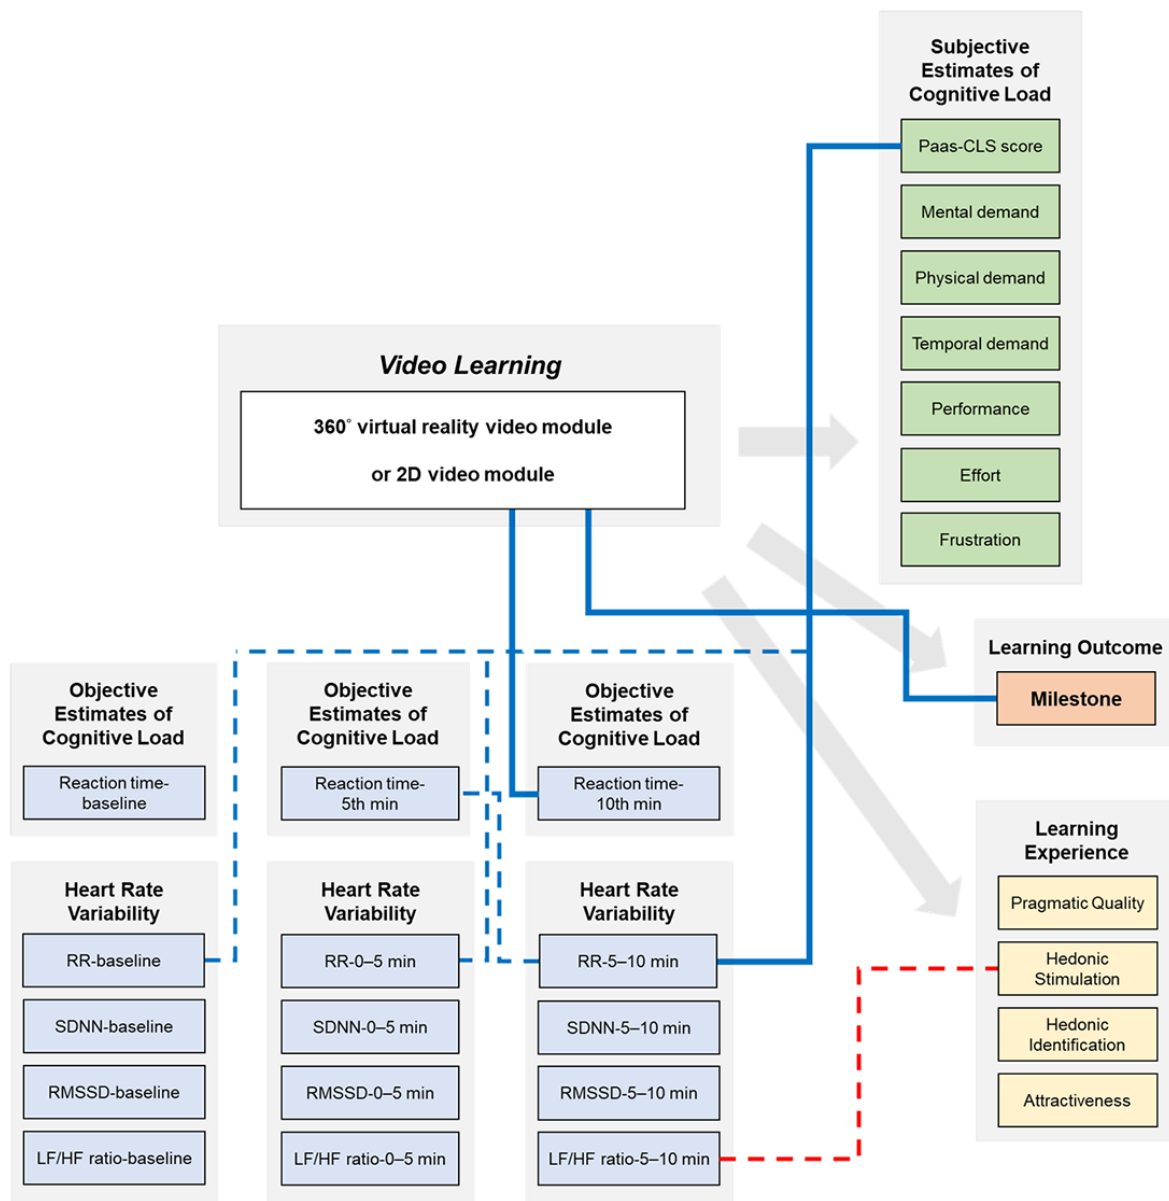 Subjective
Estimates of
Cognitive Load
Paas-CLS score
Mental demand
Physical demand
Temporal demand
Performance
Effort
Frustration
Video Learning
360° virtual reality video module
or 2D video module
Learning Outcome
Milestone
Objective
Estimates of
Cognitive Load
Reaction time-
baseline
Objective
Estimates of
Cognitive Load
Reaction time-
5th min
Objective
Estimates of
Cognitive Load
Reaction time-
10th min
Heart Rate
Variability
RR-baseline
SDNN-baseline
RMSSD-baseline
LF/HF ratio-baseline
Heart Rate
Variability
RR-0–5 min
SDNN-0–5 min
RMSSD-0–5 min
LF/HF ratio-0–5 min
Heart Rate
Variability
RR-5–10 min
SDNN-5–10 min
RMSSD-5–10 min
LF/HF ratio-5–10 min
Learning
Experience
Pragmatic Quality
Hedonic
Stimulation
Hedonic
Identification
Attractiveness